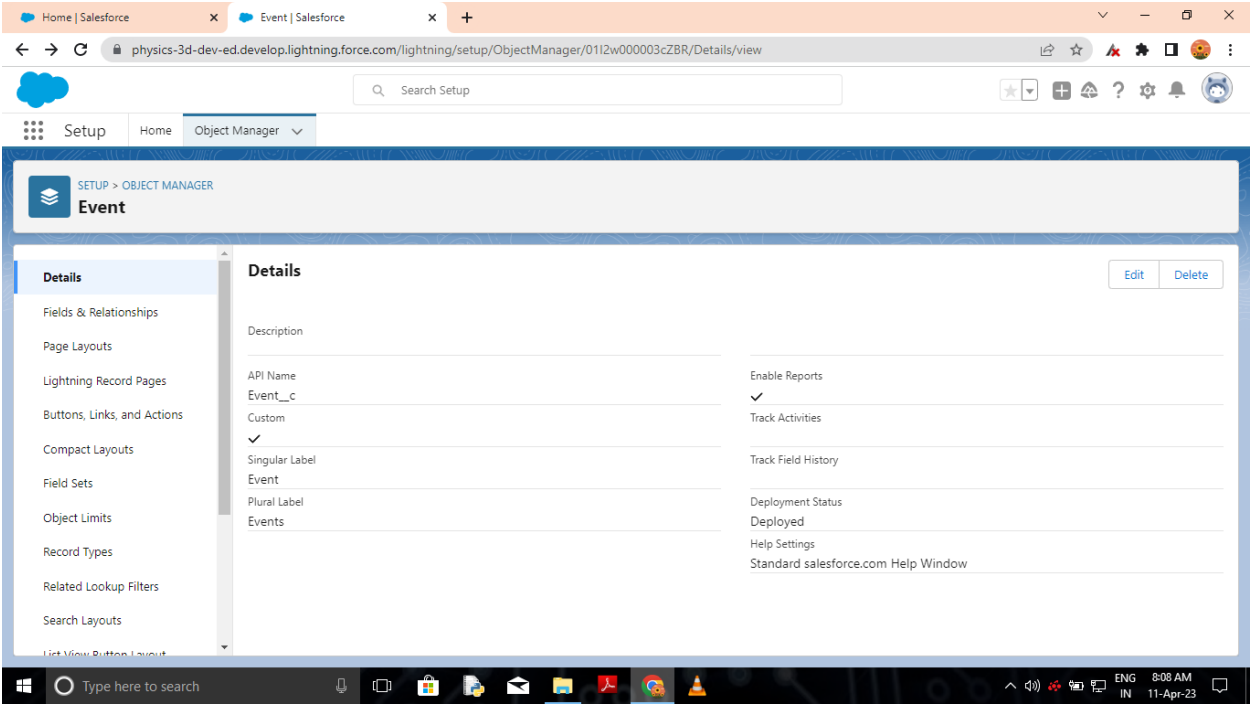 Home | Salesforce
Event | Salesforce
physics-3d-dev-ed.develop.lightning.force.com/lightning/setup/ObjectManager/01I2w000003cZBR/Details/view
Search Setup
Setup
Home
Object Manager
SETUP > OBJECT MANAGER
Event
Details
Fields & Relationships
Page Layouts
Lightning Record Pages
Buttons, Links, and Actions
Compact Layouts
Field Sets
Object Limits
Record Types
Related Lookup Filters
Search Layouts
List View Button Layout
Details
Edit
Delete
Description
API Name
Event__c
Custom
Singular Label
Event
Plural Label
Events
Enable Reports
Track Activities
Track Field History
Deployment Status
Deployed
Help Settings
Standard salesforce.com Help Window
Type here to search
ENG
IN
8:08 AM
11-Apr-23